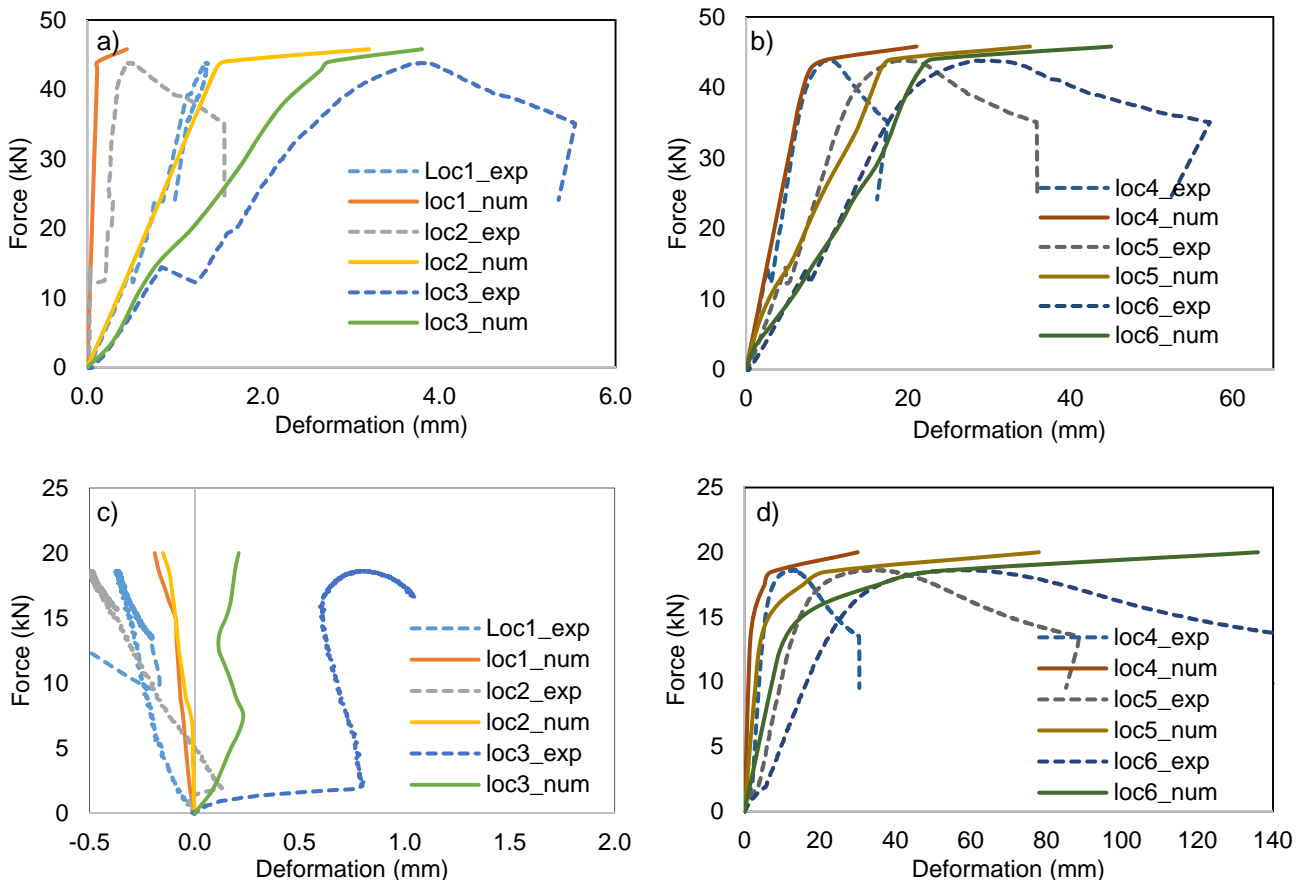 a)
50
40
30
20
10
0
Force (kN)
Loc1_exp
loc1_num
loc2_exp
loc2_num
loc3_exp
loc3_num
0.0 2.0 4.0 6.0
Deformation (mm)
b)
50
40
30
20
10
0
Force (kN)
loc4_exp
loc4_num
loc5_exp
loc5_num
loc6_exp
loc6_num
0 20 40 60
Deformation (mm)
c)
25
20
15
10
5
0
Force (kN)
Loc1_exp
loc1_num
loc2_exp
loc2_num
loc3_exp
loc3_num
-0.5 0.0 0.5 1.0 1.5 2.0
Deformation (mm)
d)
25
20
15
10
5
0
Force (kN)
loc4_exp
loc4_num
loc5_exp
loc5_num
loc6_exp
loc6_num
0 20 40 60 80 100 120 140
Deformation (mm)